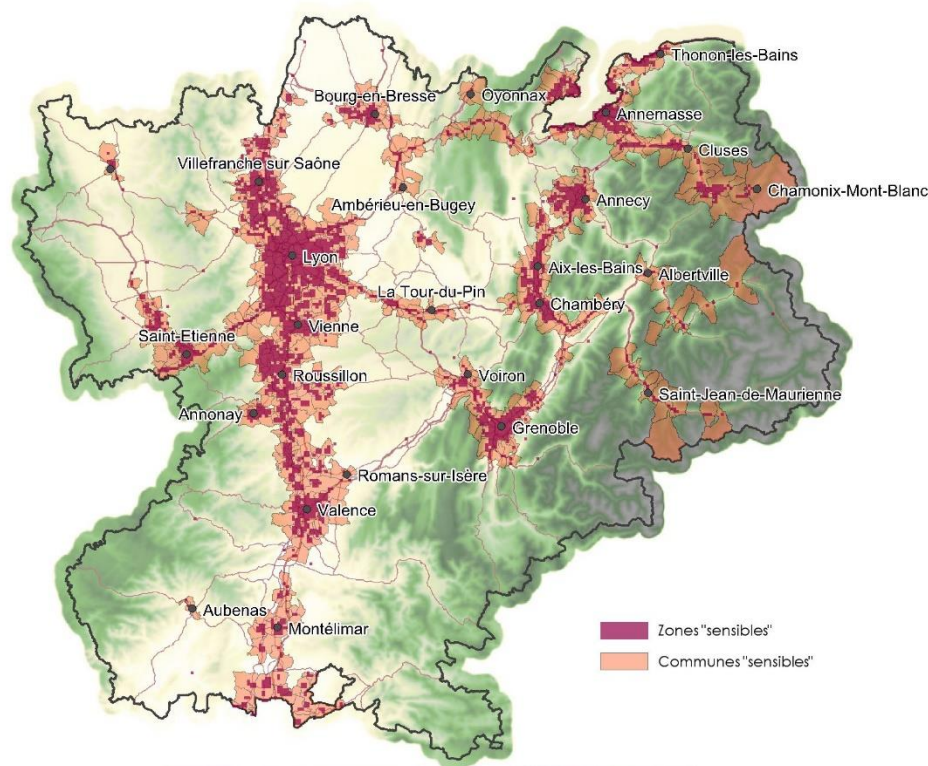 Thonon-les-Bains
Bourg-en-Bresse
Oyonnax
Annemasse
Cluses
Villefranche sur Saône
Chamonix-Mont-Blanc
Ambérieu-en-Bugey
Annecy
Lyon
Aix-les-Bains
Albertville
La Tour-du-Pin
Chambéry
Vienne
Saint-Etienne
Roussillon
Voiron
Saint-Jean-de-Maurienne
Annonay
Grenoble
Romans-sur-Isère
Valence
Aubenas
Montélimar
Zones "sensibles"
Communes "sensibles"